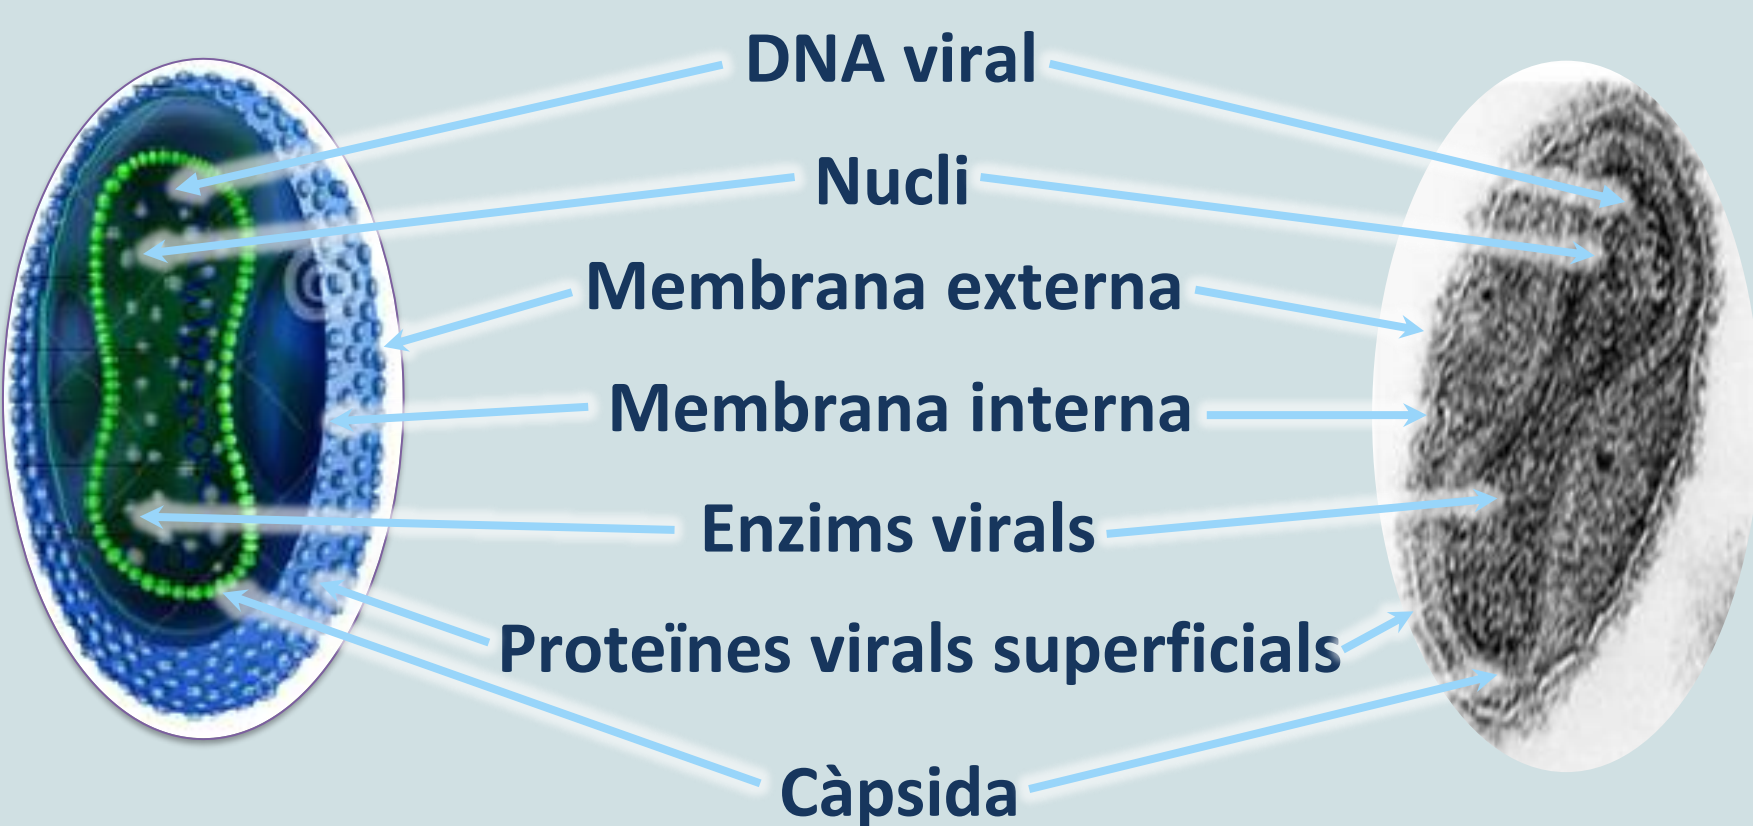 DNA viral
Nucli
Membrana externa
Membrana interna
Enzims virals
Proteïnes virals superficials
Càpsida